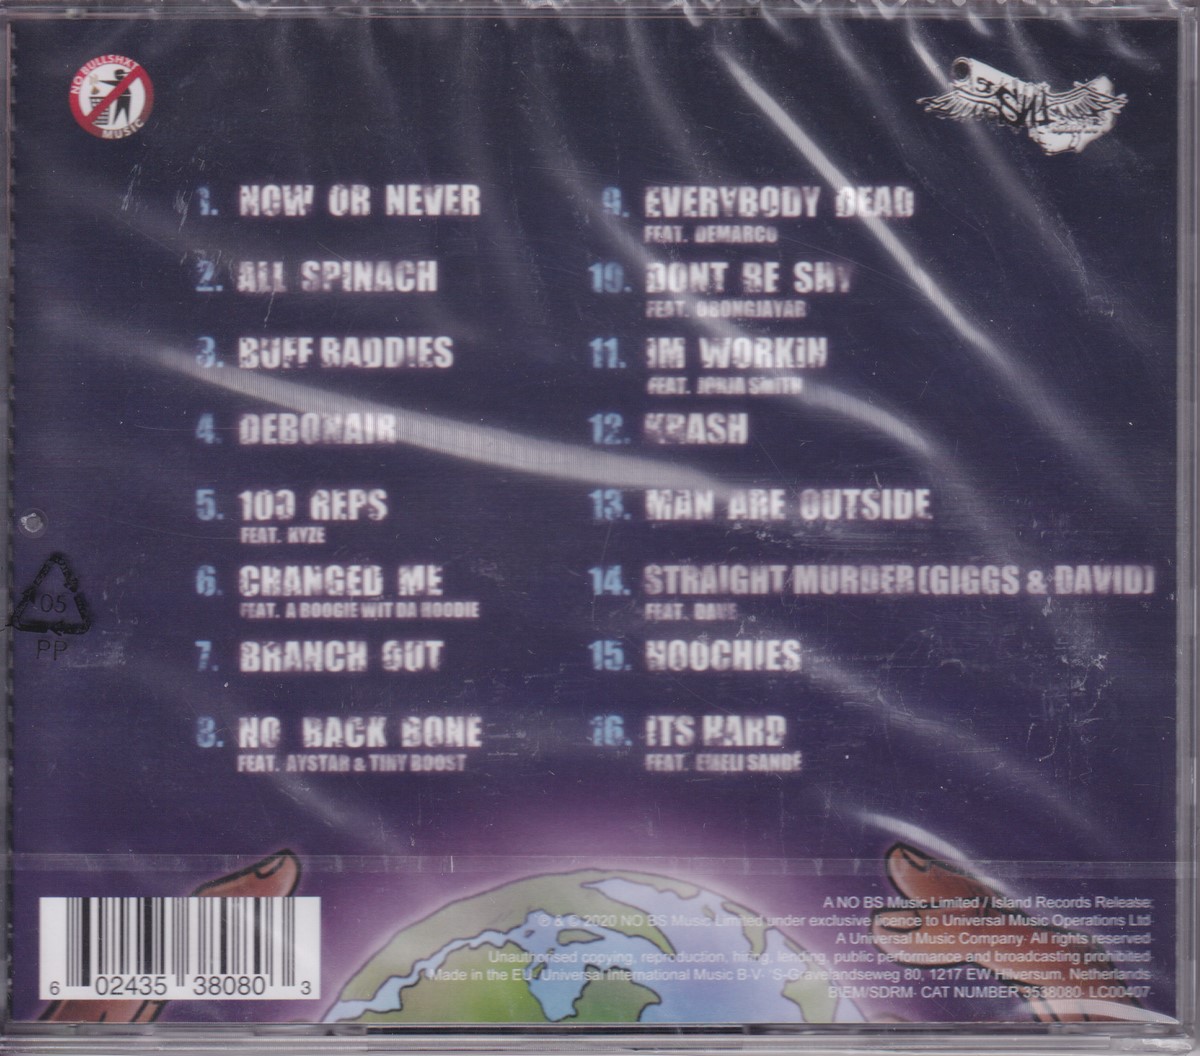 NO BULLSHXT
MUSIC
1. NOW OR NEVER
2. ALL SPINACH
3. BUFF BADDIES
4. DEBONAIR
5. 100 REPS
FEAT. KYZE
6. CHANGED ME
FEAT. A BOOGIE WIT DA HOODIE
7. BRANCH OUT
8. NO BACK BONE
FEAT. AYSTAR & TINY BOOST
9. EVERYBODY DEAD
FEAT. DEMARCO
10. DONT BE SHY
FEAT. OBONGJAYAR
11. IM WORKIN
FEAT. JORJA SMITH
12. KRASH
13. MAN ARE OUTSIDE
14. STRAIGHT MURDER (GIGGS & DAVID)
FEAT. DAVE
15. HOOCHIES
16. ITS HARD
FEAT. EMELI SANDÉ
05
PP
6 02435 38080 3
A NO BS Music Limited / Island Records Release;
℗ & © 2020 NO BS Music Limited under exclusive licence to Universal Music Operations Ltd·
A Universal Music Company· All rights reserved·
Unauthorised copying, reproduction, hiring, lending, public performance and broadcasting prohibited·
Made in the EU· Universal International Music B·V· 'S-Gravelandseweg 80, 1217 EW Hilversum, Netherlands·
BIEM/SDRM· CAT NUMBER 3538080· LC00407·